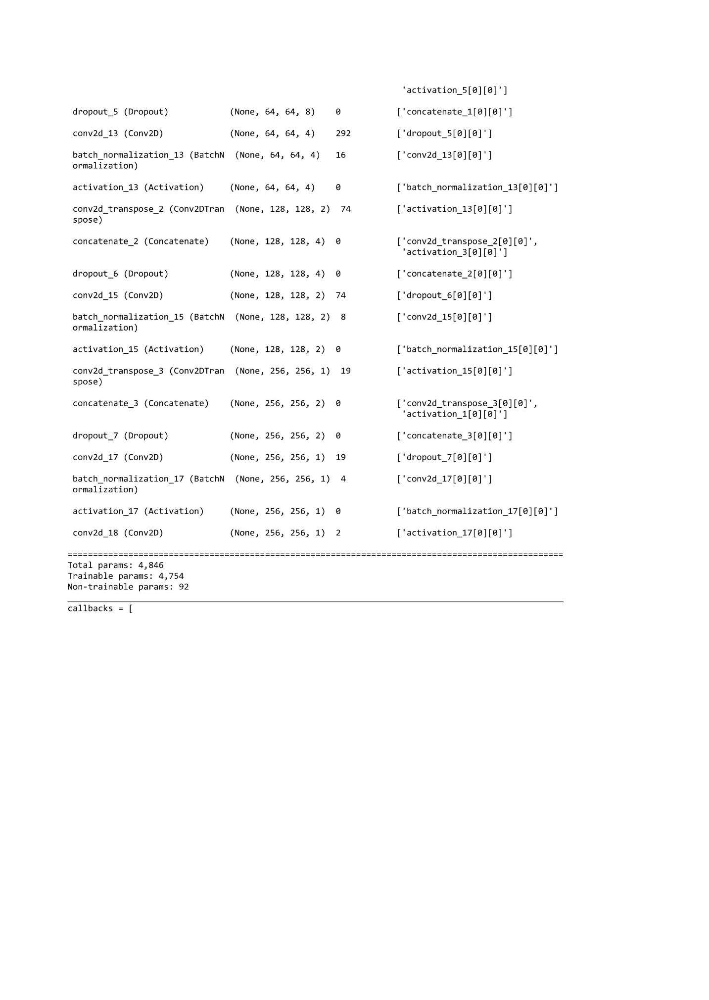 'activation_5[0][0]']
dropout_5 (Dropout) (None, 64, 64, 8) 0 ['concatenate_1[0][0]']
conv2d_13 (Conv2D) (None, 64, 64, 4) 292 ['dropout_5[0][0]']
batch_normalization_13 (BatchN (None, 64, 64, 4) 16 ['conv2d_13[0][0]']
ormalization)
activation_13 (Activation) (None, 64, 64, 4) 0 ['batch_normalization_13[0][0]']
conv2d_transpose_2 (Conv2DTran (None, 128, 128, 2) 74 ['activation_13[0][0]']
spose)
concatenate_2 (Concatenate) (None, 128, 128, 4) 0 ['conv2d_transpose_2[0][0]',
'activation_3[0][0]']
dropout_6 (Dropout) (None, 128, 128, 4) 0 ['concatenate_2[0][0]']
conv2d_15 (Conv2D) (None, 128, 128, 2) 74 ['dropout_6[0][0]']
batch_normalization_15 (BatchN (None, 128, 128, 2) 8 ['conv2d_15[0][0]']
ormalization)
activation_15 (Activation) (None, 128, 128, 2) 0 ['batch_normalization_15[0][0]']
conv2d_transpose_3 (Conv2DTran (None, 256, 256, 1) 19 ['activation_15[0][0]']
spose)
concatenate_3 (Concatenate) (None, 256, 256, 2) 0 ['conv2d_transpose_3[0][0]',
'activation_1[0][0]']
dropout_7 (Dropout) (None, 256, 256, 2) 0 ['concatenate_3[0][0]']
conv2d_17 (Conv2D) (None, 256, 256, 1) 19 ['dropout_7[0][0]']
batch_normalization_17 (BatchN (None, 256, 256, 1) 4 ['conv2d_17[0][0]']
ormalization)
activation_17 (Activation) (None, 256, 256, 1) 0 ['batch_normalization_17[0][0]']
conv2d_18 (Conv2D) (None, 256, 256, 1) 2 ['activation_17[0][0]']
==================================================================================================
Total params: 4,846
Trainable params: 4,754
Non-trainable params: 92
__________________________________________________________________________________________________
callbacks = [